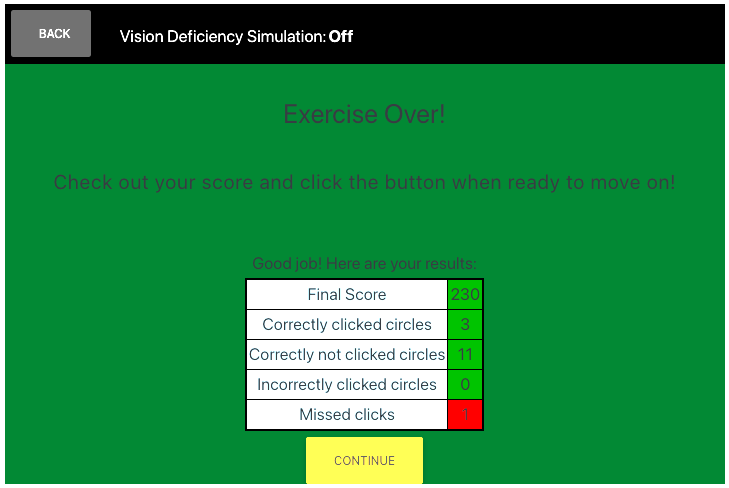 BACK
Vision Deficiency Simulation: Off
Exercise Over!
Check out your score and click the button when ready to move on!
Good job! Here are your results:
Final Score 230
Correctly clicked circles 3
Correctly not clicked circles 11
Incorrectly clicked circles 0
Missed clicks 1
CONTINUE